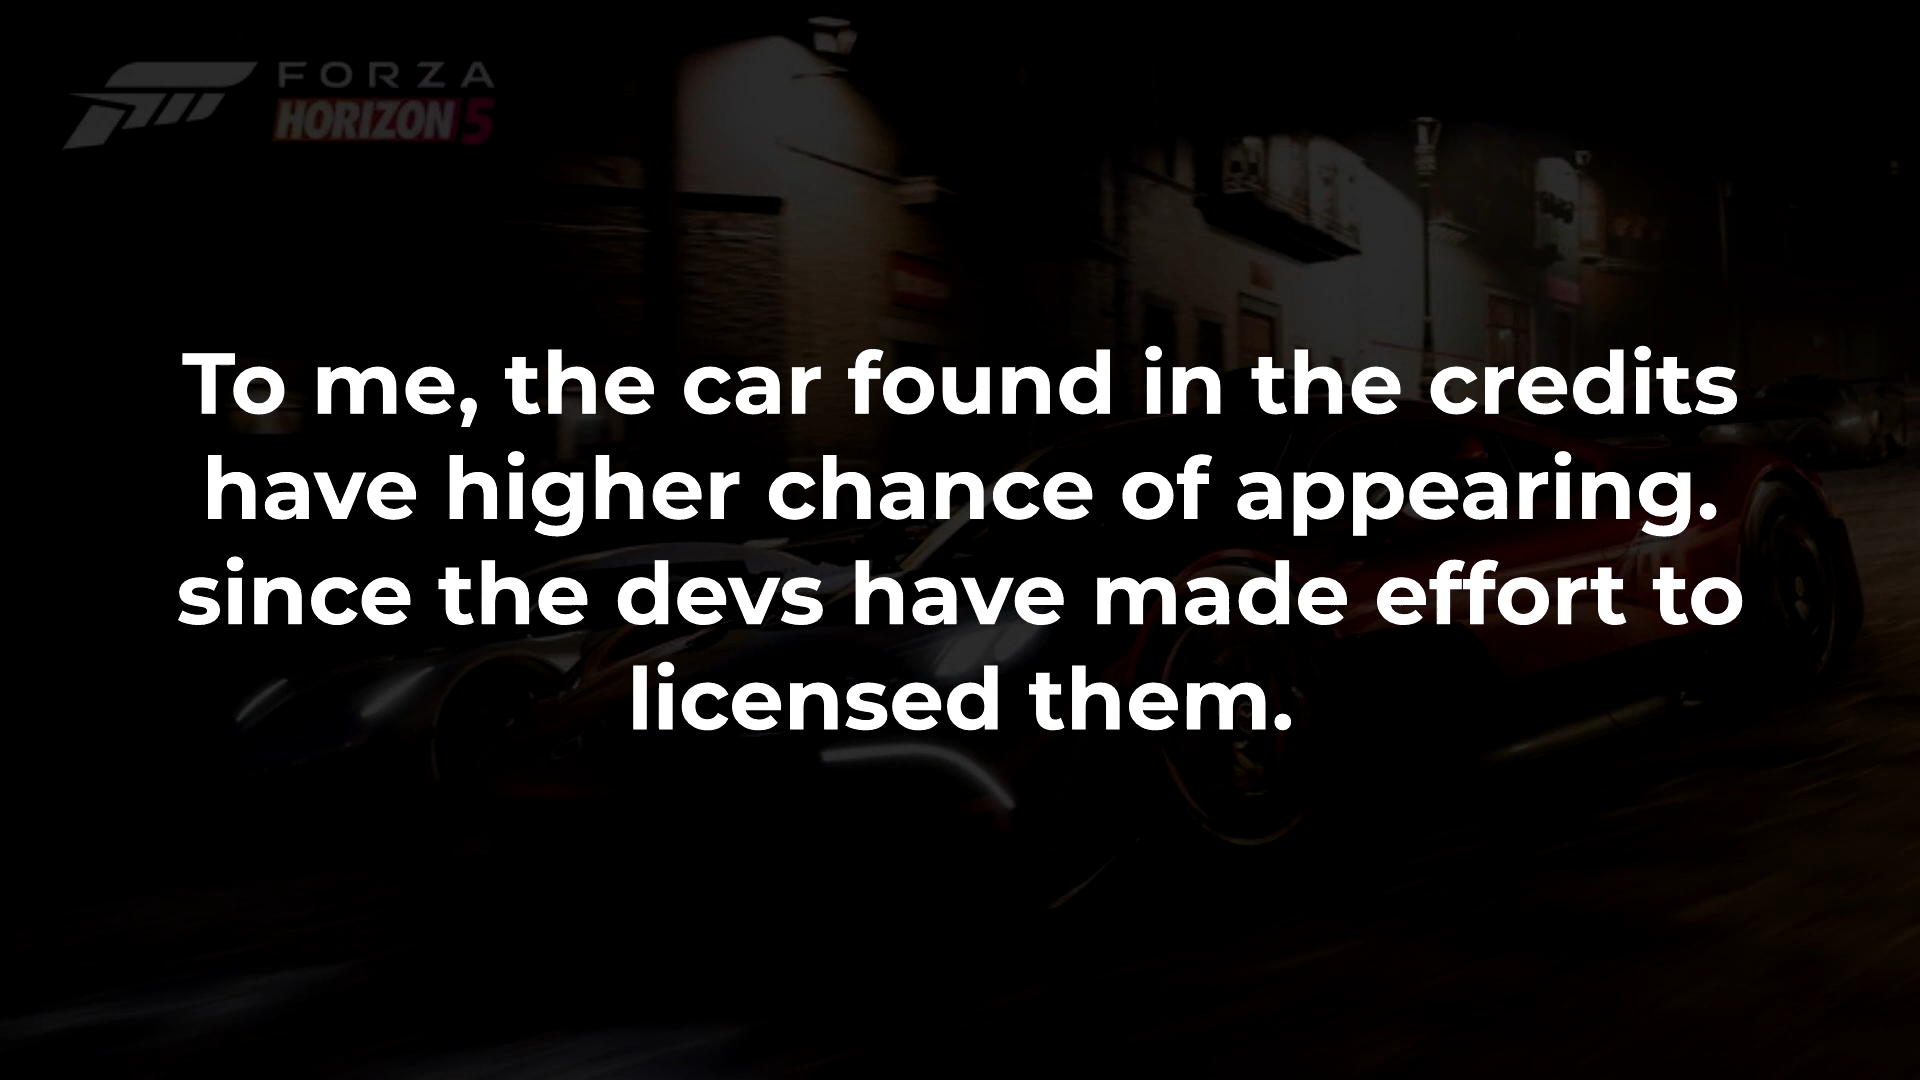 FORZA
HORIZON 5
To me, the car found in the credits
have higher chance of appearing.
since the devs have made effort to
licensed them.